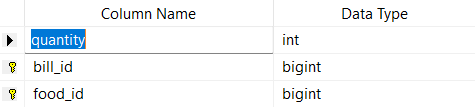 Column Name Data Type
quantity int
bill_id bigint
food_id bigint